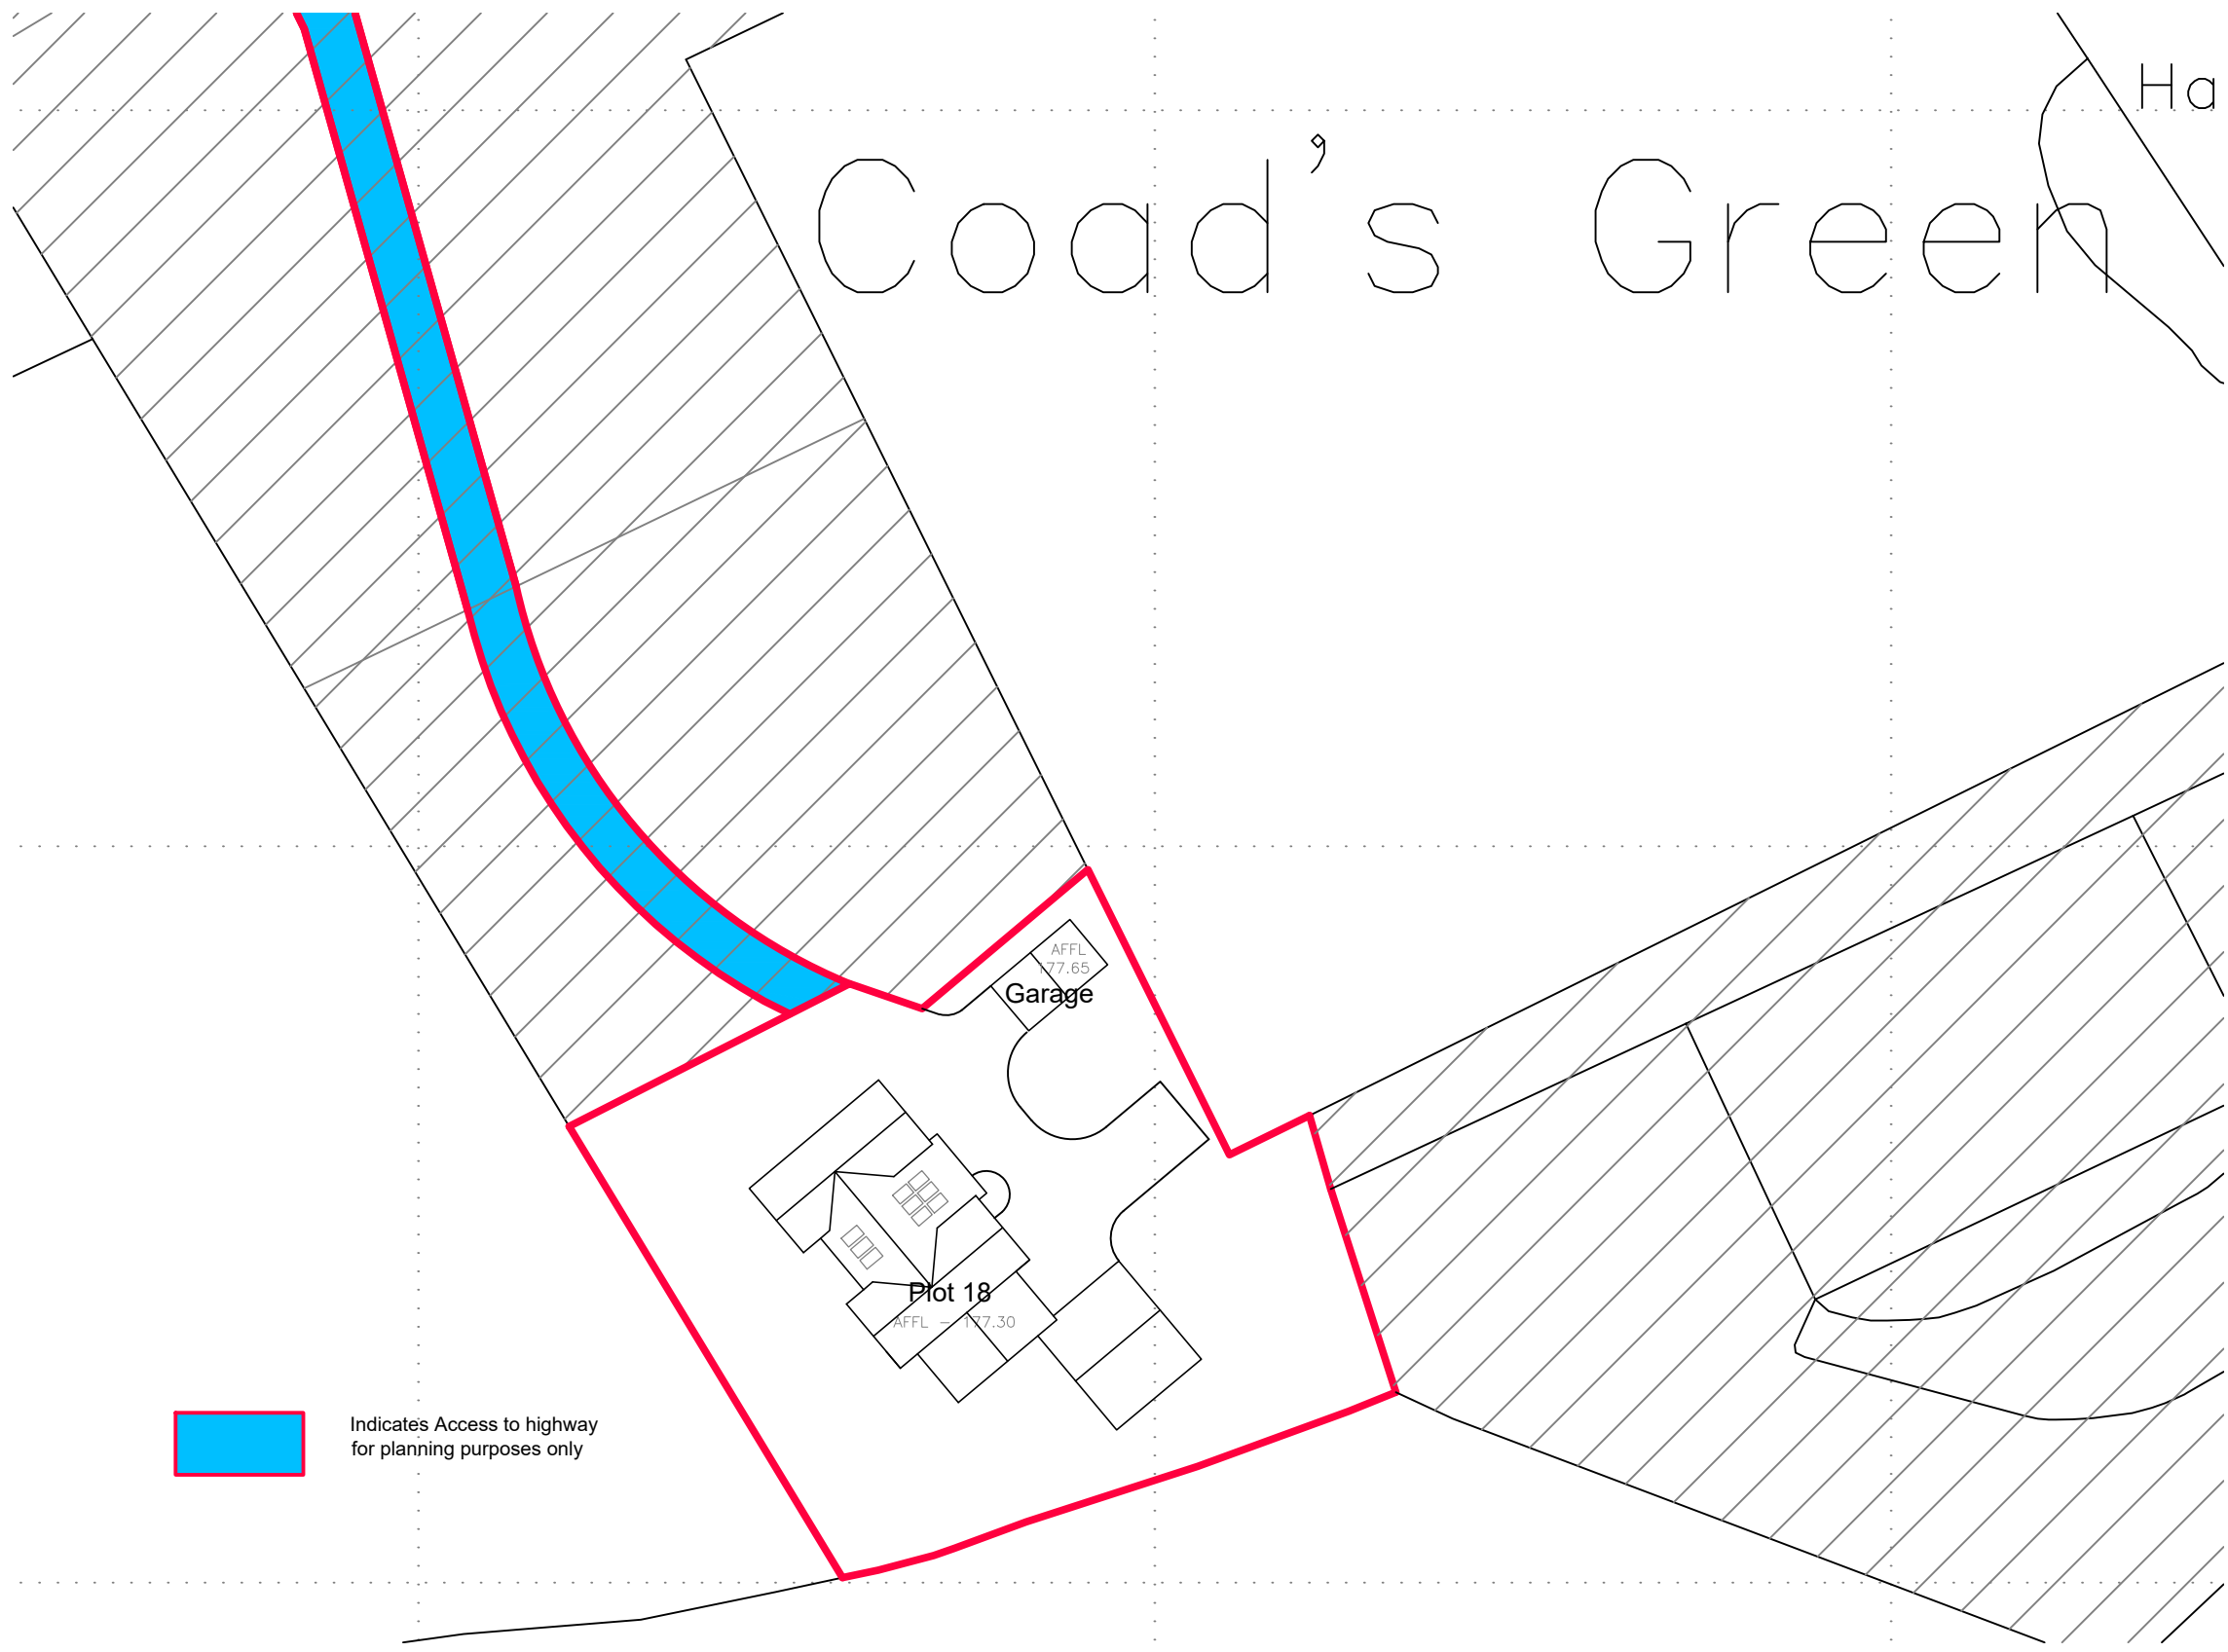 Ha
Coad's Green
AFFL
177.65
Garage
Plot 18
AFFL – 177.30
Indicates Access to highway
for planning purposes only